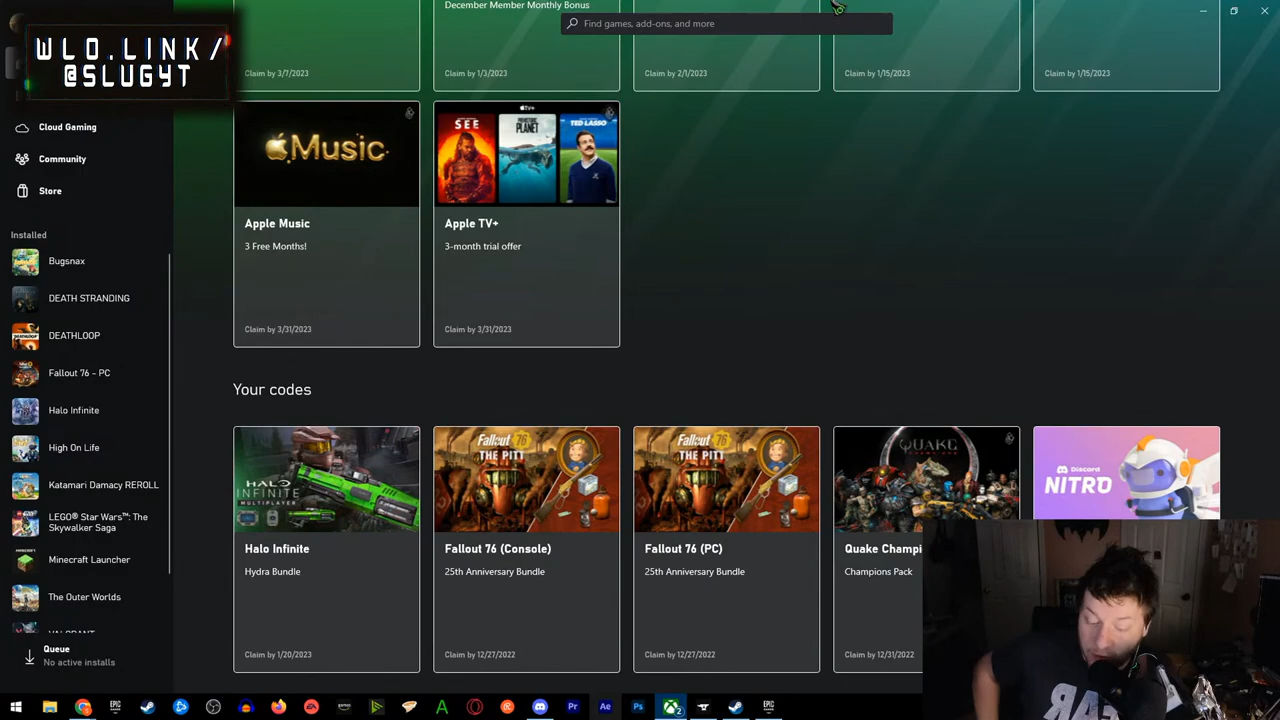 December Member Monthly Bonus
Find games, add-ons, and more
WLO.LINK/
@SLUGYT
Claim by 3/7/2023
Claim by 1/3/2023
Claim by 2/1/2023
Claim by 1/15/2023
Claim by 1/15/2023
Cloud Gaming
Community
Store
Installed
Bugsnax
DEATH STRANDING
DEATHLOOP
Fallout 76 - PC
Halo Infinite
High On Life
Katamari Damacy REROLL
LEGO® Star Wars™: The
Skywalker Saga
Minecraft Launcher
The Outer Worlds
VALORANT
Queue
No active installs
Music
tv+
SEE
PREHISTORIC
PLANET
TED LASSO
Apple Music
3 Free Months!
Claim by 3/31/2023
Apple TV+
3-month trial offer
Claim by 3/31/2023
Your codes
HALO
INFINITE
MULTIPLAYER
Halo Infinite
Hydra Bundle
Claim by 1/20/2023
Fallout 76
THE PITT
Fallout 76 (Console)
25th Anniversary Bundle
Claim by 12/27/2022
Fallout 76
THE PITT
Fallout 76 (PC)
25th Anniversary Bundle
Claim by 12/27/2022
QUAKE
CHAMPIONS
Quake Champi
Champions Pack
Claim by 12/31/2022
Discord
NITRO